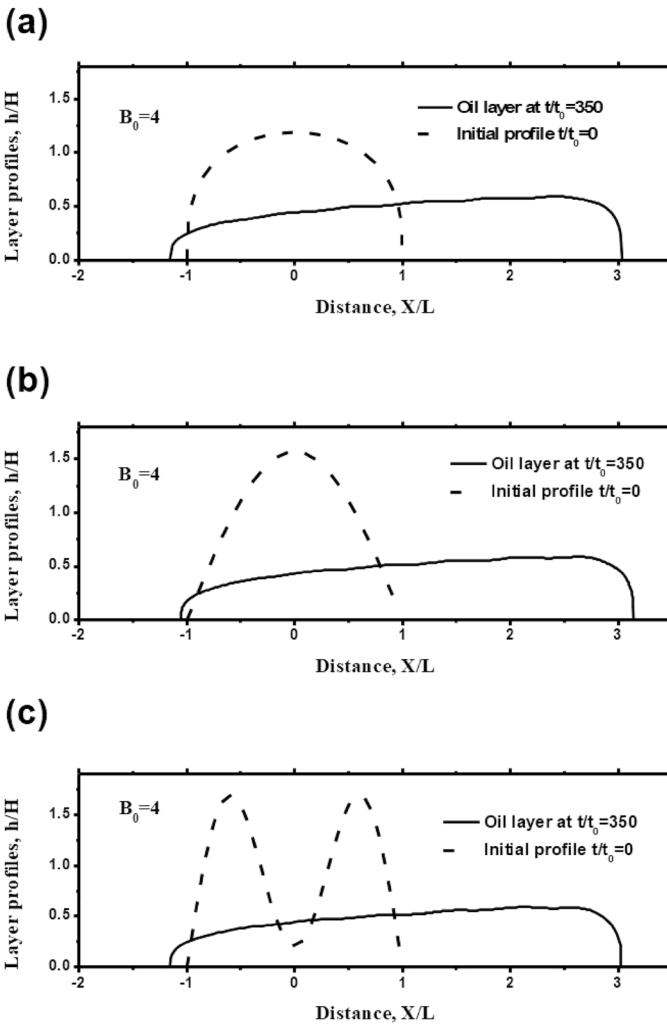 (a)
Layer profiles, h/H
1.5
1.0
0.5
0.0
B0=4
Oil layer at t/t0=350
Initial profile t/t0=0
-2 -1 0 1 2 3
Distance, X/L
(b)
Layer profiles, h/H
1.5
1.0
0.5
0.0
B0=4
Oil layer at t/t0=350
Initial profile t/t0=0
-2 -1 0 1 2 3
Distance, X/L
(c)
Layer profiles, h/H
1.5
1.0
0.5
0.0
B0=4
Oil layer at t/t0=350
Initial profile t/t0=0
-2 -1 0 1 2 3
Distance, X/L